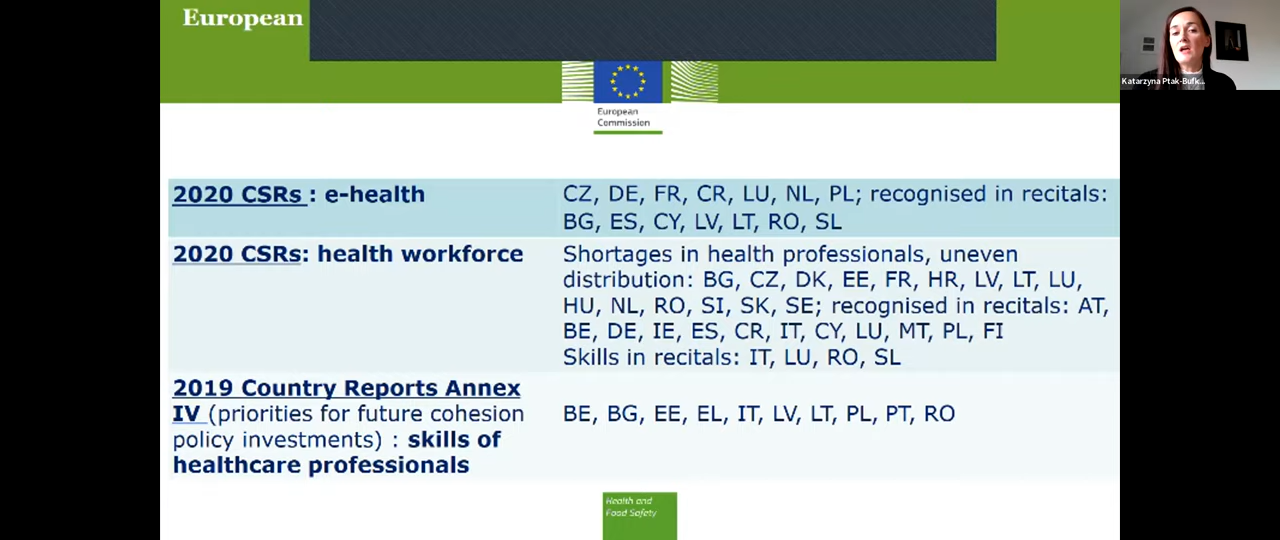 European
Katarzyna Ptak-Bufk...
European
Commission
2020 CSRs : e-health
CZ, DE, FR, CR, LU, NL, PL; recognised in recitals:
BG, ES, CY, LV, LT, RO, SL
2020 CSRs: health workforce
Shortages in health professionals, uneven
distribution: BG, CZ, DK, EE, FR, HR, LV, LT, LU,
HU, NL, RO, SI, SK, SE; recognised in recitals: AT,
BE, DE, IE, ES, CR, IT, CY, LU, MT, PL, FI
Skills in recitals: IT, LU, RO, SL
2019 Country Reports Annex
IV (priorities for future cohesion
policy investments) : skills of
healthcare professionals
BE, BG, EE, EL, IT, LV, LT, PL, PT, RO
Health and
Food Safety